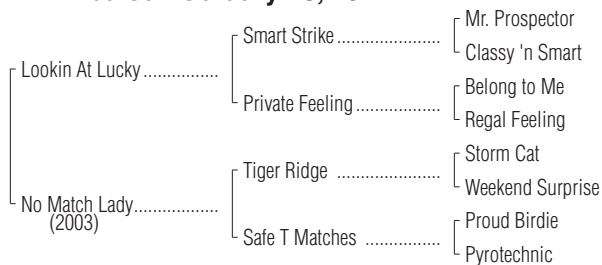 Mr. Prospector
Smart Strike ....................
Classy 'n Smart
Lookin At Lucky ...............
Belong to Me
Private Feeling ...................
Regal Feeling
Storm Cat
Tiger Ridge ..................
Weekend Surprise
No Match Lady .................
(2003)
Proud Birdie
Safe T Matches ................
Pyrotechnic